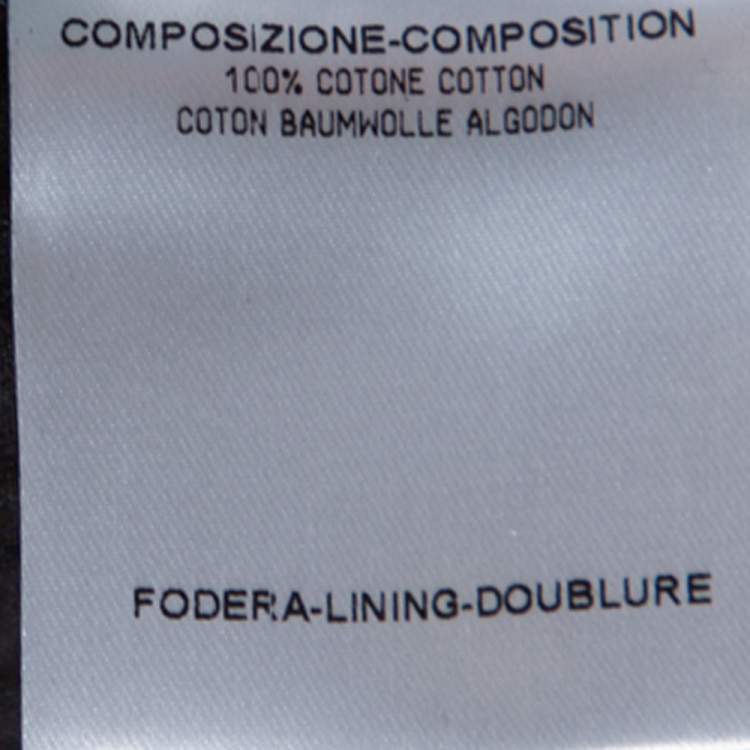 COMPOSIZIONE-COMPOSITION
100% COTONE COTTON
COTON BAUMWOLLE ALGODON
FODERA-LINING-DOUBLURE